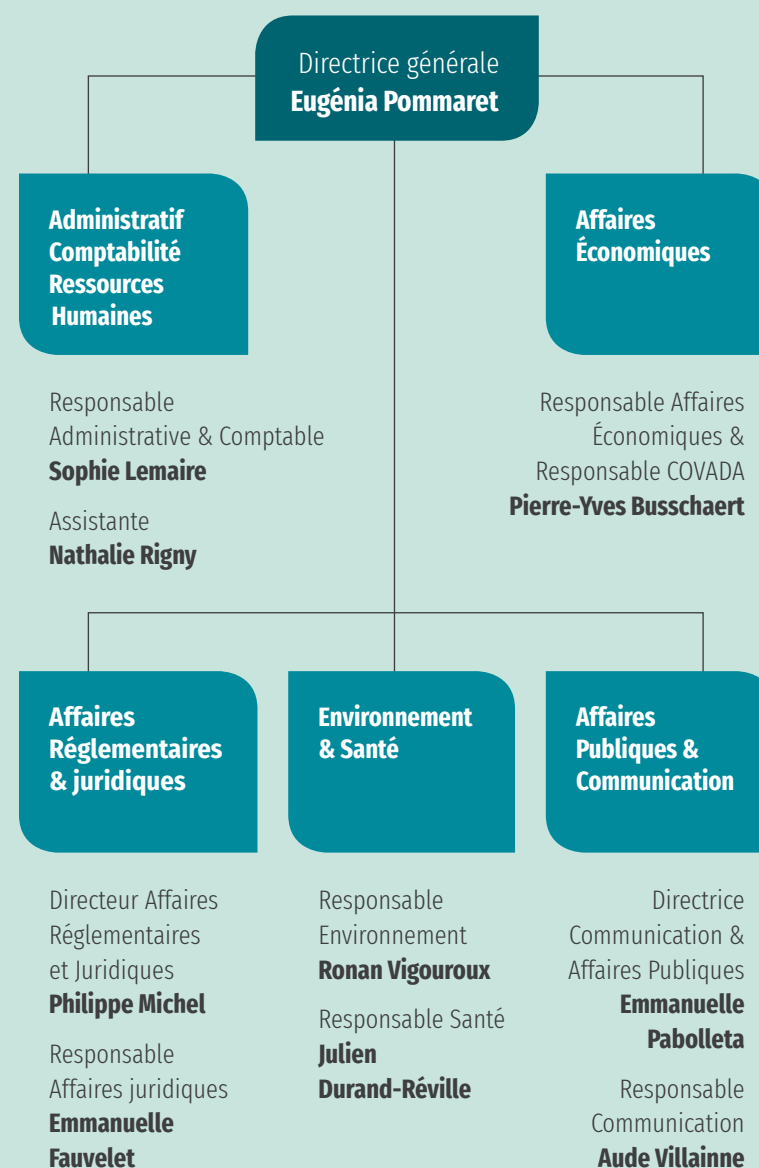 Directrice générale
Eugénia Pommaret
Administratif
Comptabilité
Ressources
Humaines
Responsable
Administrative & Comptable
Sophie Lemaire
Assistante
Nathalie Rigny
Affaires
Économiques
Responsable Affaires
Économiques &
Responsable COVADA
Pierre-Yves Busschaert
Affaires
Réglementaires
& juridiques
Directeur Affaires
Réglementaires
et Juridiques
Philippe Michel
Responsable
Affaires juridiques
Emmanuelle
Fauvelet
Environnement
& Santé
Responsable
Environnement
Ronan Vigouroux
Responsable Santé
Julien
Durand-Réville
Affaires
Publiques &
Communication
Directrice
Communication &
Affaires Publiques
Emmanuelle
Pabolleta
Responsable
Communication
Aude Villainne